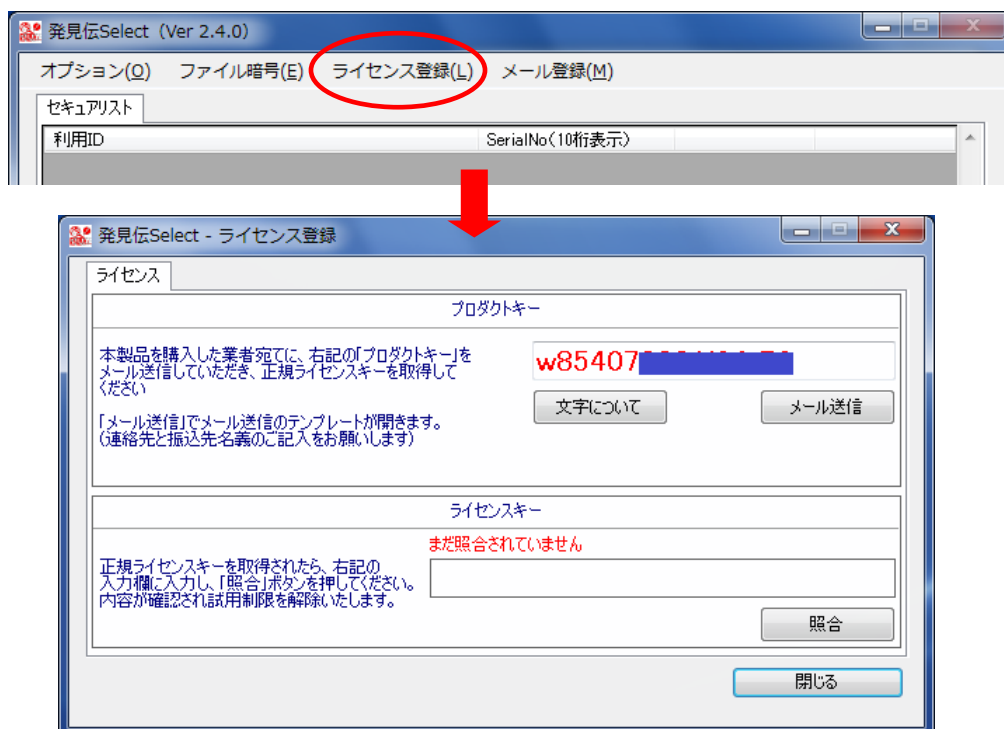 発見伝Select（Ver 2.4.0）
オプション(O) ファイル暗号(E) ライセンス登録(L) メール登録(M)
セキュアリスト
利用ID SerialNo(10桁表示)
発見伝Select - ライセンス登録
ライセンス
プロダクトキー
本製品を購入した業者宛てに、右記の「プロダクトキー」を
メール送信していただき、正規ライセンスキーを取得して
ください
「メール送信」でメール送信のテンプレートが開きます。
(連絡先と振込先名義のご記入をお願いします)
w85407
文字について
メール送信
ライセンスキー
まだ照合されていません
正規ライセンスキーを取得されたら、右記の
入力欄に入力し、「照合」ボタンを押してください。
内容が確認され試用制限を解除いたします。
照合
閉じる